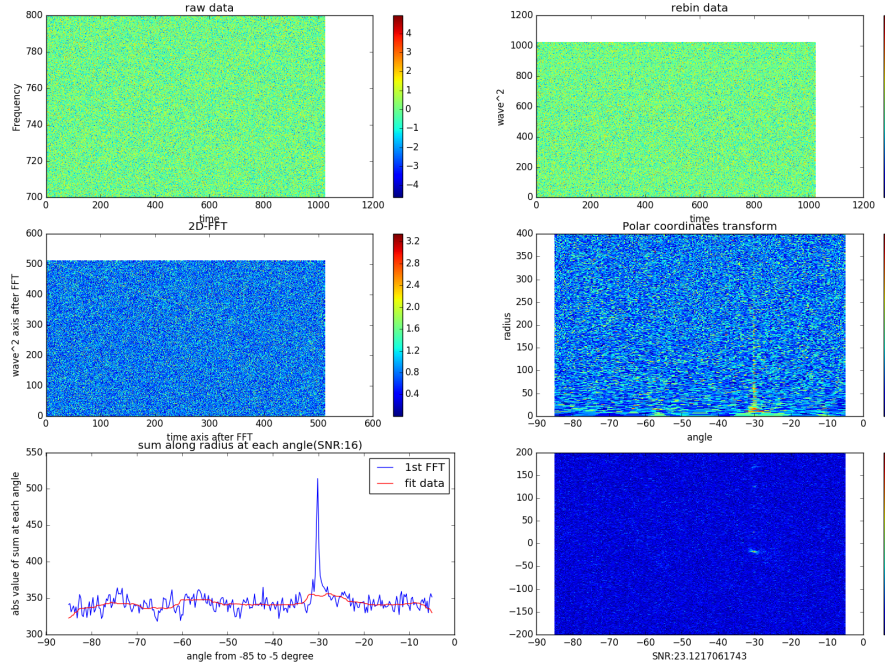 raw data
Frequency
800
780
760
740
720
700
0 200 400 600 800 1000 1200
time
4
3
2
1
0
−1
−2
−3
−4
rebin data
wave^2
1200
1000
800
600
400
200
0
0 200 400 600 800 1000 1200
time
2D-FFT
wave^2 axis after FFT
600
500
400
300
200
100
0
0 100 200 300 400 500 600
time axis after FFT
3.2
2.8
2.4
2.0
1.6
1.2
0.8
0.4
Polar coordinates transform
radius
400
350
300
250
200
150
100
50
0
−90 −80 −70 −60 −50 −40 −30 −20 −10 0
angle
sum along radius at each angle(SNR:16)
abs value of sum at each angle
550
500
450
400
350
300
1st FFT
fit data
−90 −80 −70 −60 −50 −40 −30 −20 −10 0
angle from -85 to -5 degree
200
150
100
50
0
−50
−100
−150
−200
−90 −80 −70 −60 −50 −40 −30 −20 −10 0
SNR:23.1217061743